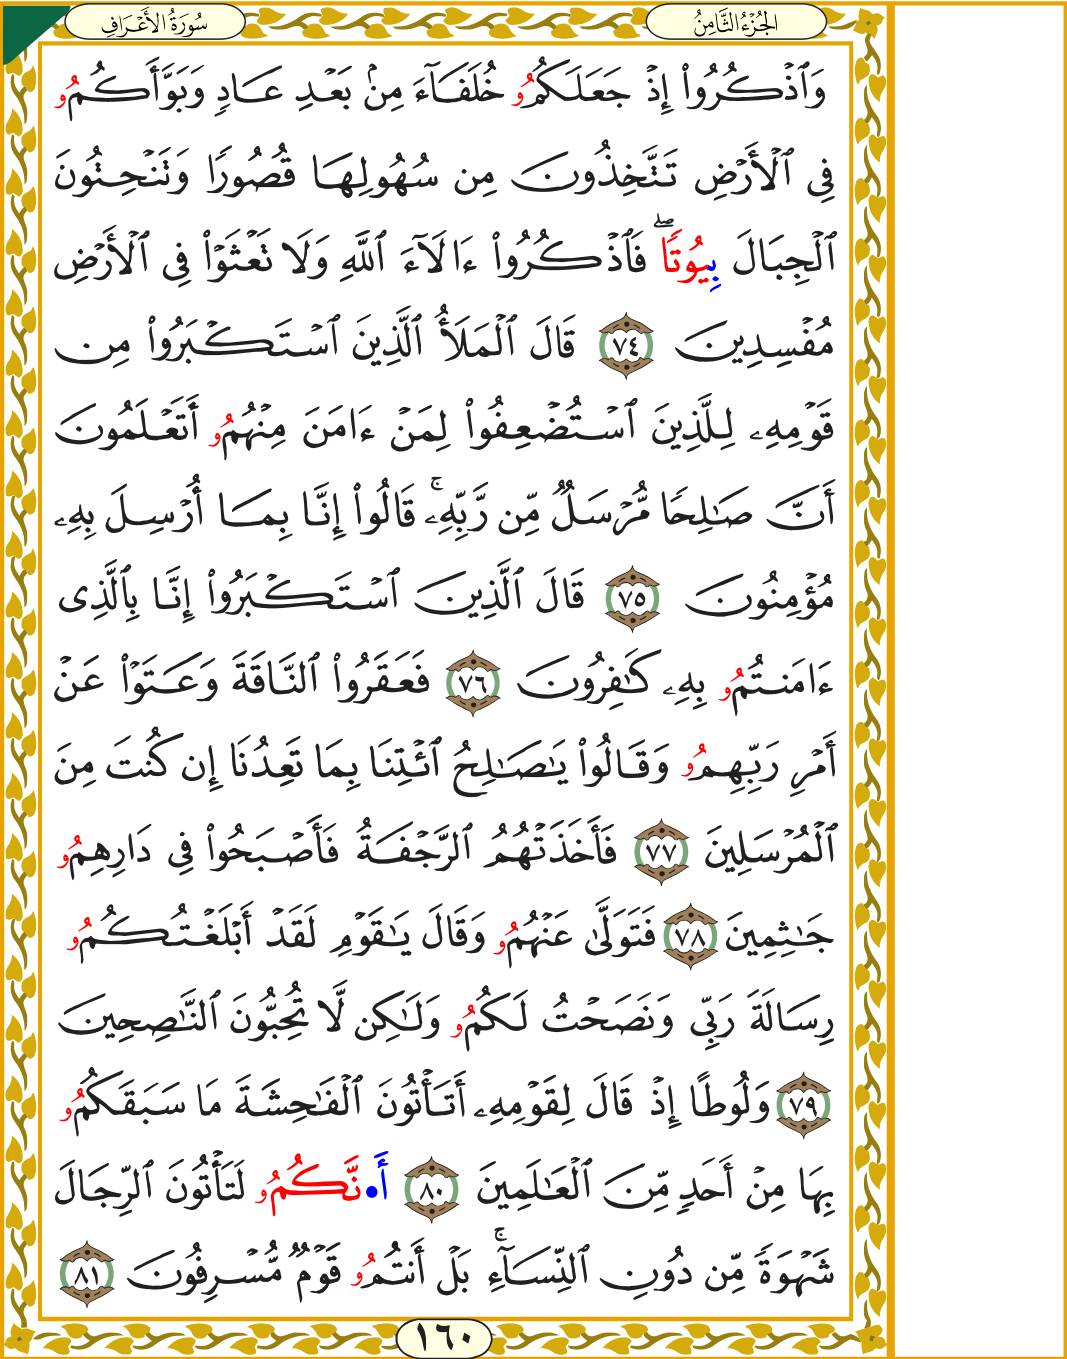 الجُزْءُ الثَّامِنُ
سُورَةُ الأَعْرَافِ
وَٱذْكُرُوا۟ إِذْ جَعَلَكُمُۥ خُلَفَآءَ مِنۢ بَعْدِ عَادٍ وَبَوَّأَكُمُۥ
فِى ٱلْأَرْضِ تَتَّخِذُونَ مِن سُهُولِهَا قُصُورًا وَتَنْحِتُونَ
ٱلْجِبَالَ بِيُوتًاۖ فَٱذْكُرُوا۟ ءَالَآءَ ٱللَّهِ وَلَا تَعْثَوْا۟ فِى ٱلْأَرْضِ
مُفْسِدِينَ ٧٤ قَالَ ٱلْمَلَأُ ٱلَّذِينَ ٱسْتَكْبَرُوا۟ مِن
قَوْمِهِۦ لِلَّذِينَ ٱسْتُضْعِفُوا۟ لِمَنْ ءَامَنَ مِنْهُمُۥ أَتَعْلَمُونَ
أَنَّ صَٰلِحًا مُّرْسَلٌ مِّن رَّبِّهِۦۚ قَالُوا۟ إِنَّا بِمَا أُرْسِلَ بِهِۦ
مُؤْمِنُونَ ٧٥ قَالَ ٱلَّذِينَ ٱسْتَكْبَرُوا۟ إِنَّا بِٱلَّذِى
ءَامَنتُمُۥ بِهِۦ كَٰفِرُونَ ٧٦ فَعَقَرُوا۟ ٱلنَّاقَةَ وَعَتَوْا۟ عَنْ
أَمْرِ رَبِّهِمُۥ وَقَالُوا۟ يَٰصَٰلِحُ ٱئْتِنَا بِمَا تَعِدُنَا إِن كُنتَ مِنَ
ٱلْمُرْسَلِينَ ٧٧ فَأَخَذَتْهُمُ ٱلرَّجْفَةُ فَأَصْبَحُوا۟ فِى دَارِهِمُۥ
جَٰثِمِينَ ٧٨ فَتَوَلَّىٰ عَنْهُمُۥ وَقَالَ يَٰقَوْمِ لَقَدْ أَبْلَغْتُكُمُۥ
رِسَالَةَ رَبِّى وَنَصَحْتُ لَكُمُۥ وَلَٰكِن لَّا تُحِبُّونَ ٱلنَّٰصِحِينَ
٧٩ وَلُوطًا إِذْ قَالَ لِقَوْمِهِۦ أَتَأْتُونَ ٱلْفَٰحِشَةَ مَا سَبَقَكُمُۥ
بِهَا مِنْ أَحَدٍ مِّنَ ٱلْعَٰلَمِينَ ٨٠ أَ•نَّكُمُۥ لَتَأْتُونَ ٱلرِّجَالَ
شَهْوَةً مِّن دُونِ ٱلنِّسَآءِۚ بَلْ أَنتُمُۥ قَوْمٌ مُّسْرِفُونَ ٨١
١٦٠